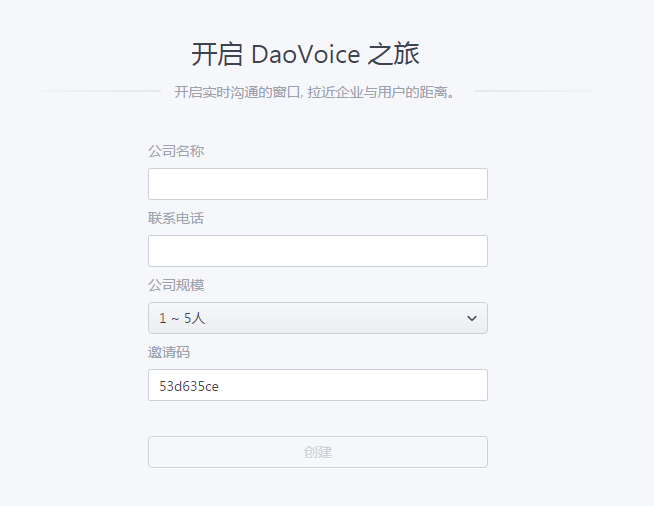 开启 DaoVoice 之旅
开启实时沟通的窗口, 拉近企业与用户的距离。
公司名称
联系电话
公司规模
1 ~ 5人
邀请码
53d635ce
创建